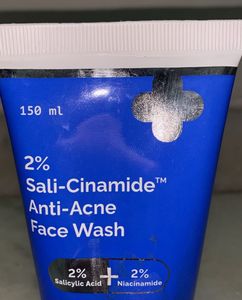 150 ml
2%
Sali-Cinamide™
Anti-Acne
Face Wash
2% + 2%
Salicylic Acid Niacinamide